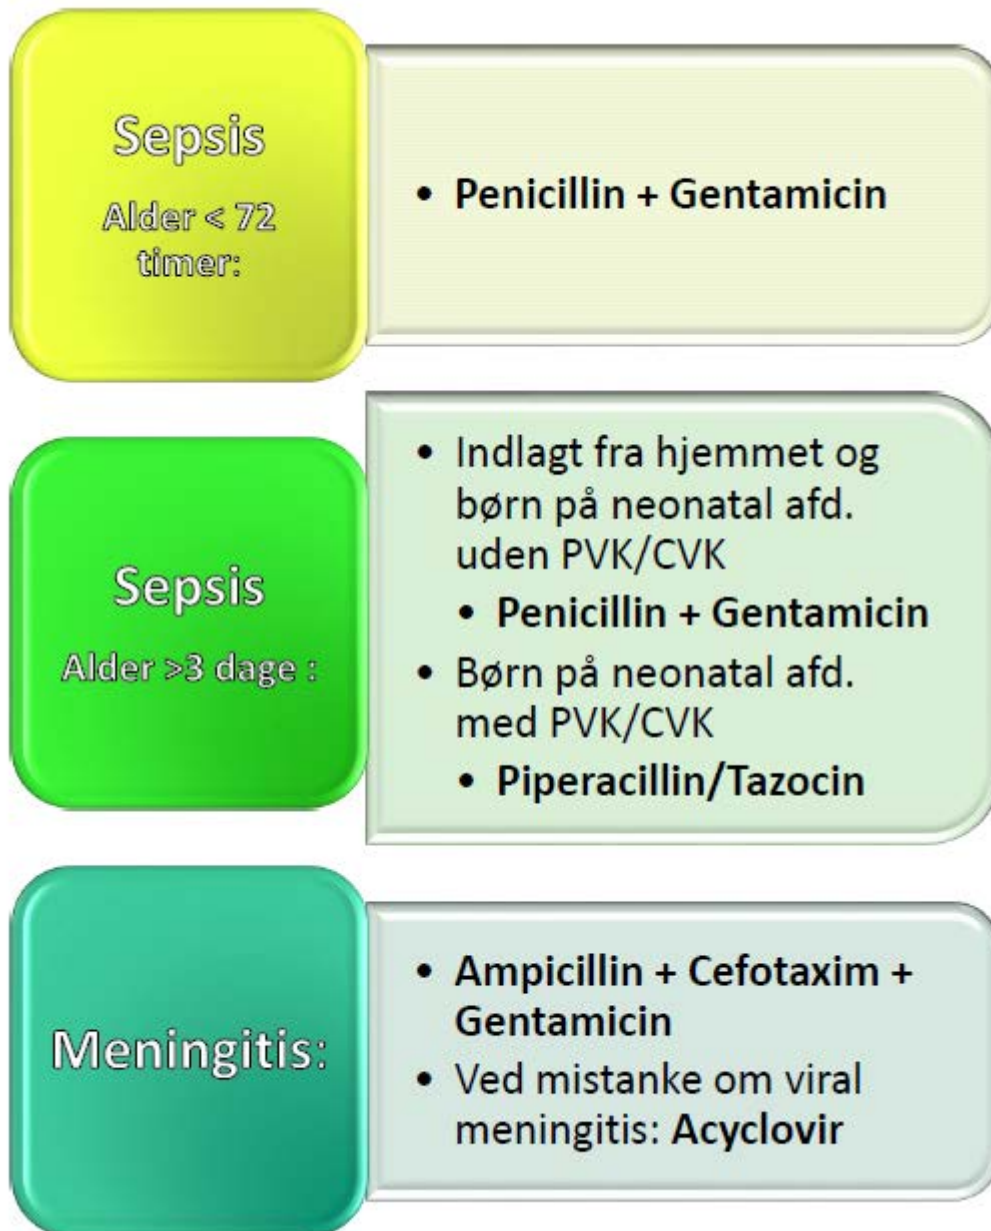 Sepsis
Alder < 72
timer:
• Penicillin + Gentamicin
Sepsis
Alder >3 dage :
• Indlagt fra hjemmet og
børn på neonatal afd.
uden PVK/CVK
• Penicillin + Gentamicin
• Børn på neonatal afd.
med PVK/CVK
• Piperacillin/Tazocin
Meningitis:
• Ampicillin + Cefotaxim +
Gentamicin
• Ved mistanke om viral
meningitis: Acyclovir